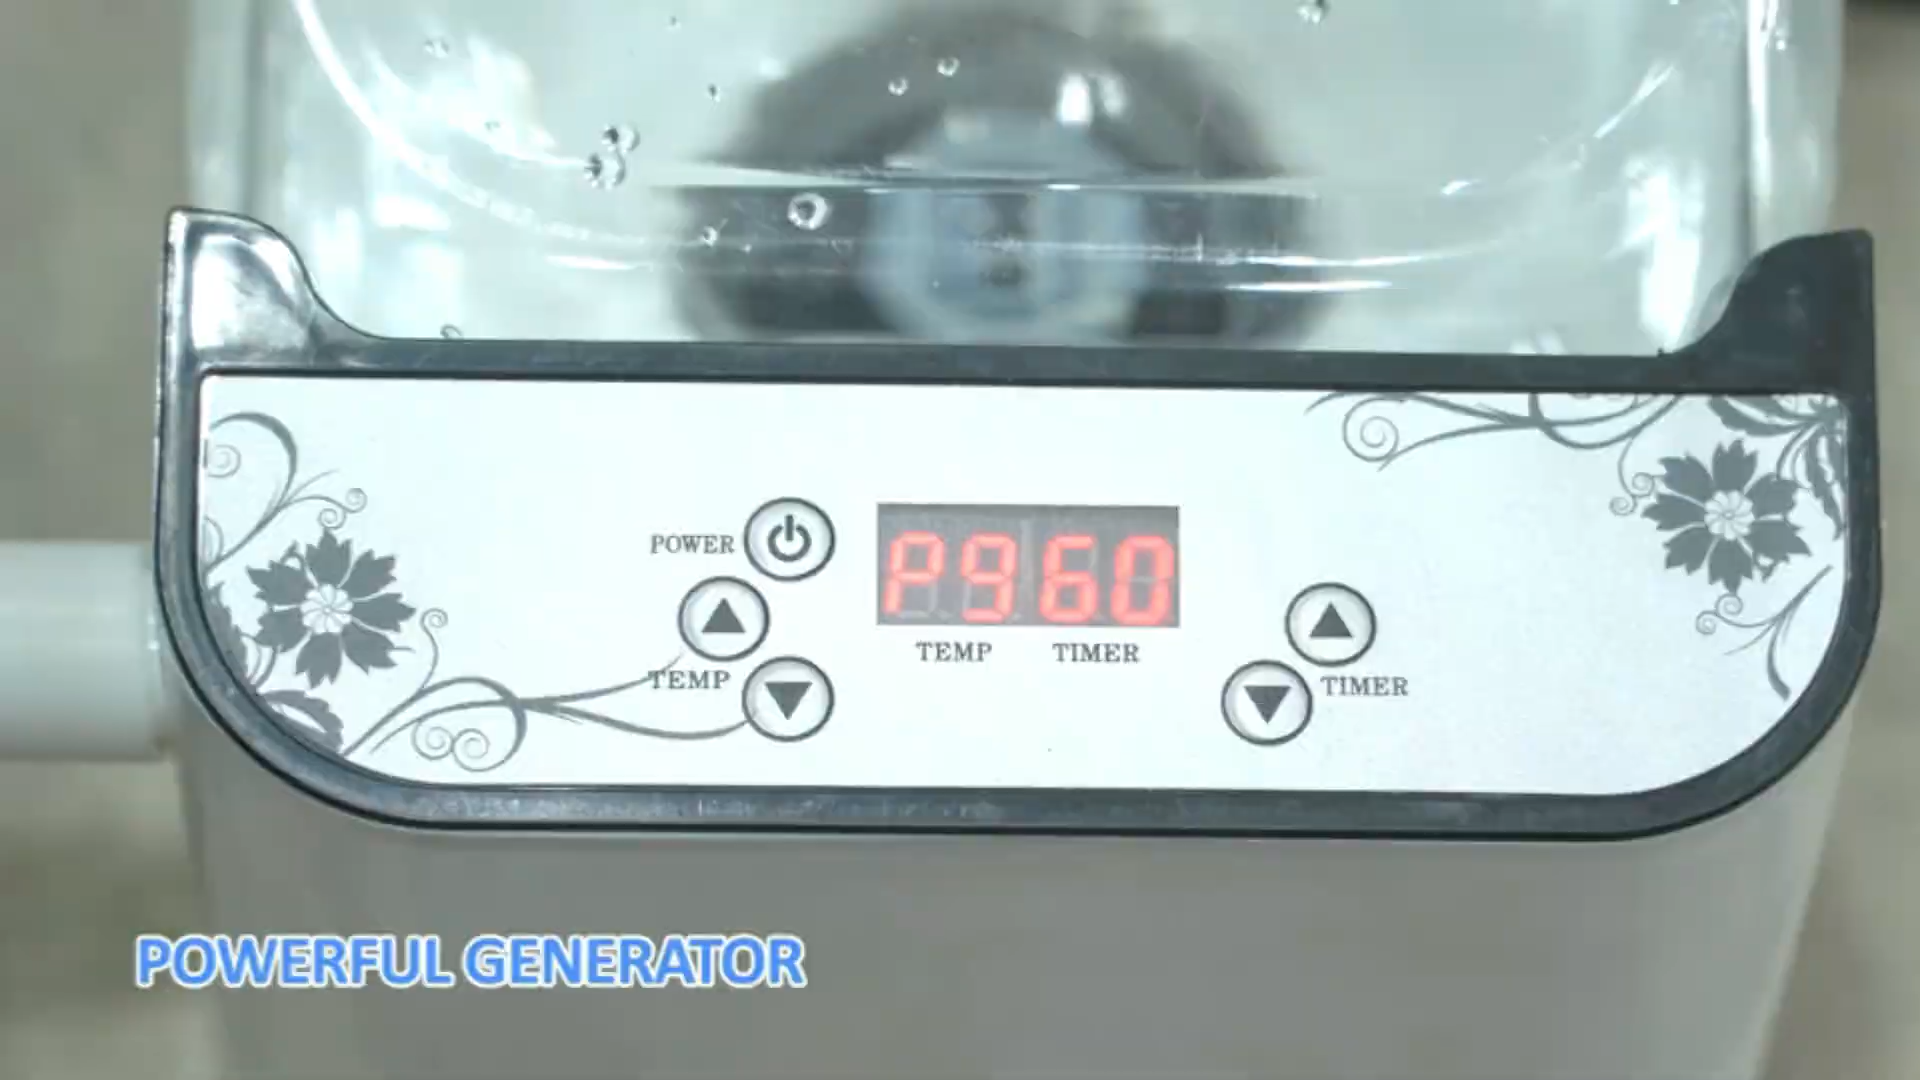 POWER
P960
TEMP TIMER
TEMP
TIMER
POWERFUL GENERATOR